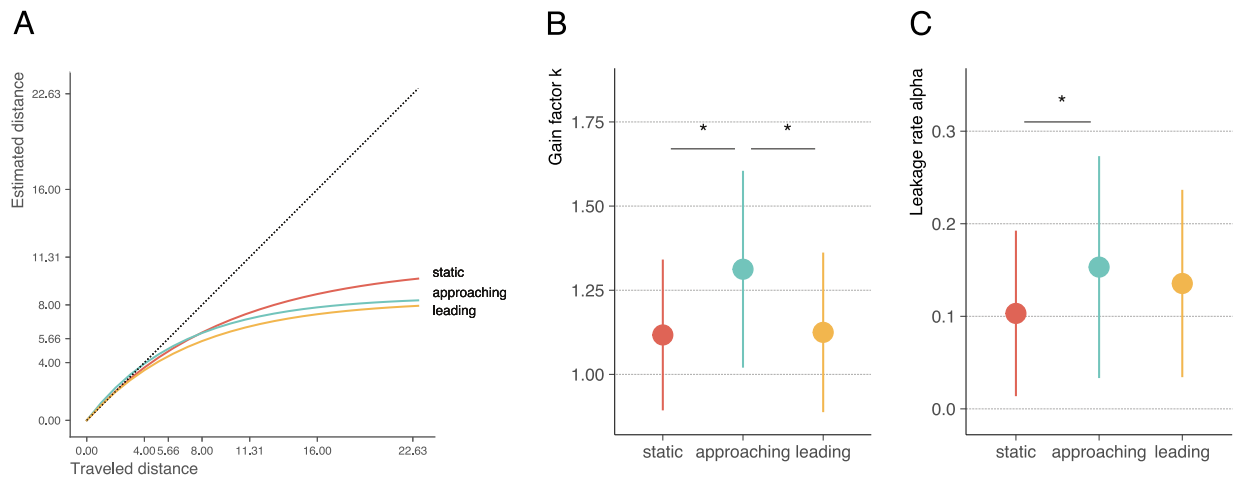 A
Estimated distance
22.63
16.00
11.31
8.00
5.66
4.00
0.00
static
approaching
leading
0.00 4.00 5.66 8.00 11.31 16.00 22.63
Traveled distance
B
Gain factor k
1.75
1.50
1.25
1.00
* *
static approaching leading
C
Leakage rate alpha
0.3
0.2
0.1
0.0
*
static approaching leading